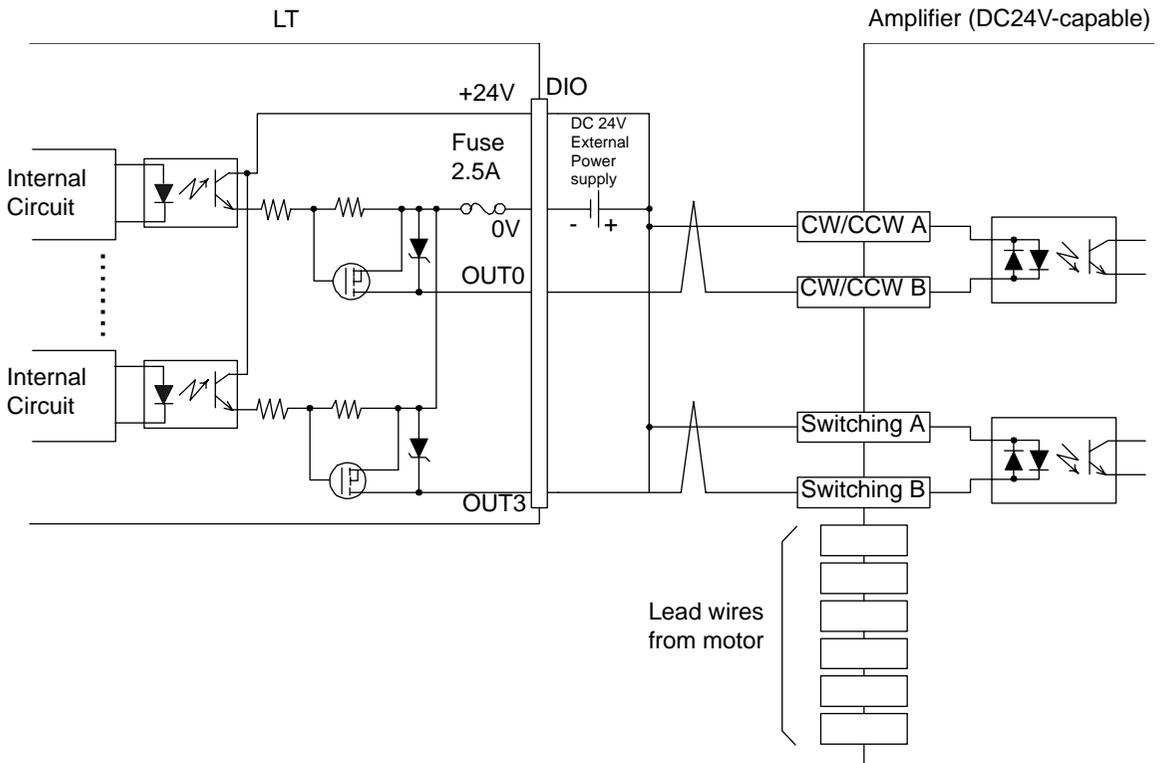 LT
Amplifier (DC24V-capable)
+24V
DIO
Fuse
2.5A
DC 24V
External
Power
supply
Internal
Circuit
0V
- +
CW/CCW A
OUT0
CW/CCW B
Internal
Circuit
Switching A
OUT3
Switching B
Lead wires
from motor